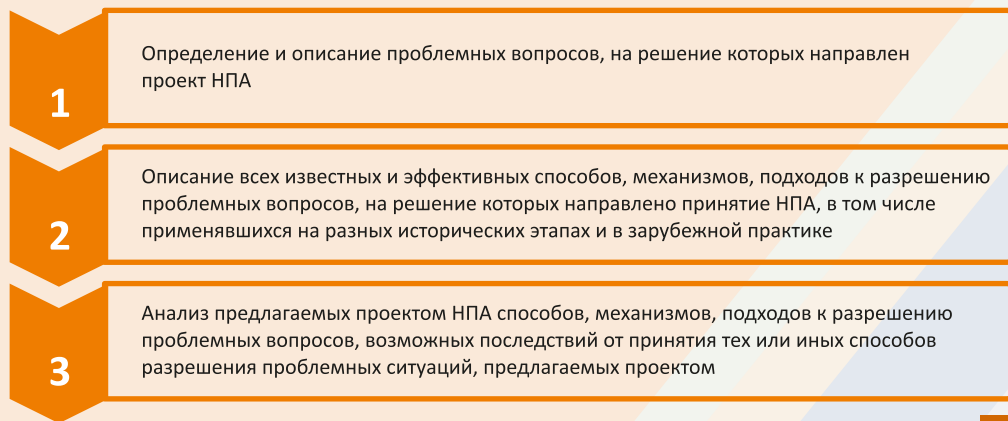 1
Определение и описание проблемных вопросов, на решение которых направлен
проект НПА
2
Описание всех известных и эффективных способов, механизмов, подходов к разрешению
проблемных вопросов, на решение которых направлено принятие НПА, в том числе
применявшихся на разных исторических этапах и в зарубежной практике
3
Анализ предлагаемых проектом НПА способов, механизмов, подходов к разрешению
проблемных вопросов, возможных последствий от принятия тех или иных способов
разрешения проблемных ситуаций, предлагаемых проектом